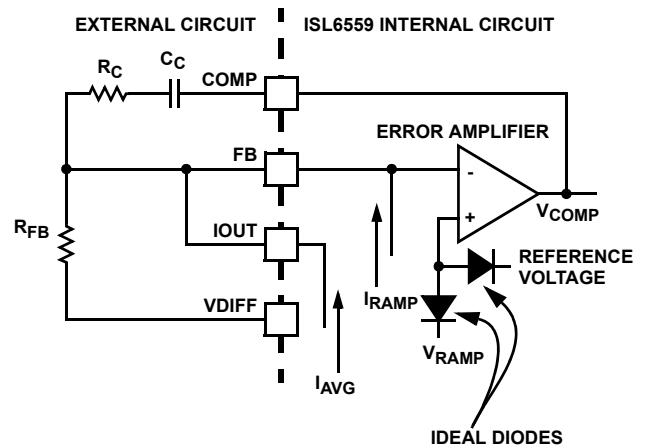 EXTERNAL CIRCUIT
ISL6559 INTERNAL CIRCUIT
RC
CC
COMP
ERROR AMPLIFIER
FB
-
+
VCOMP
RFB
IOUT
REFERENCE
VOLTAGE
IRAMP
VDIFF
VRAMP
IAVG
IDEAL DIODES